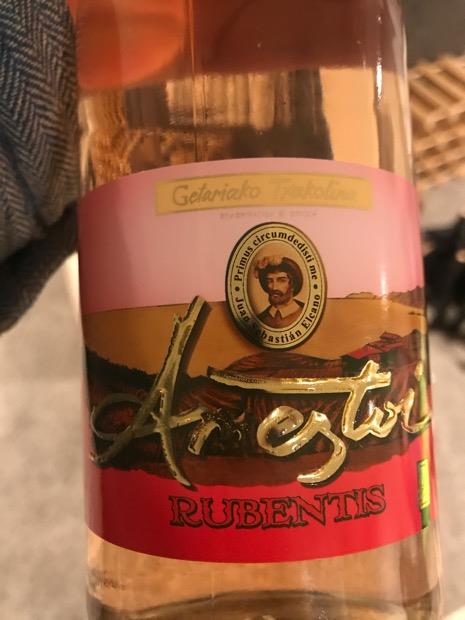 Getariako Txakolina
Primus circumdedisti me
Juan Sebastián Elcano
Ameztoi
RUBENTIS